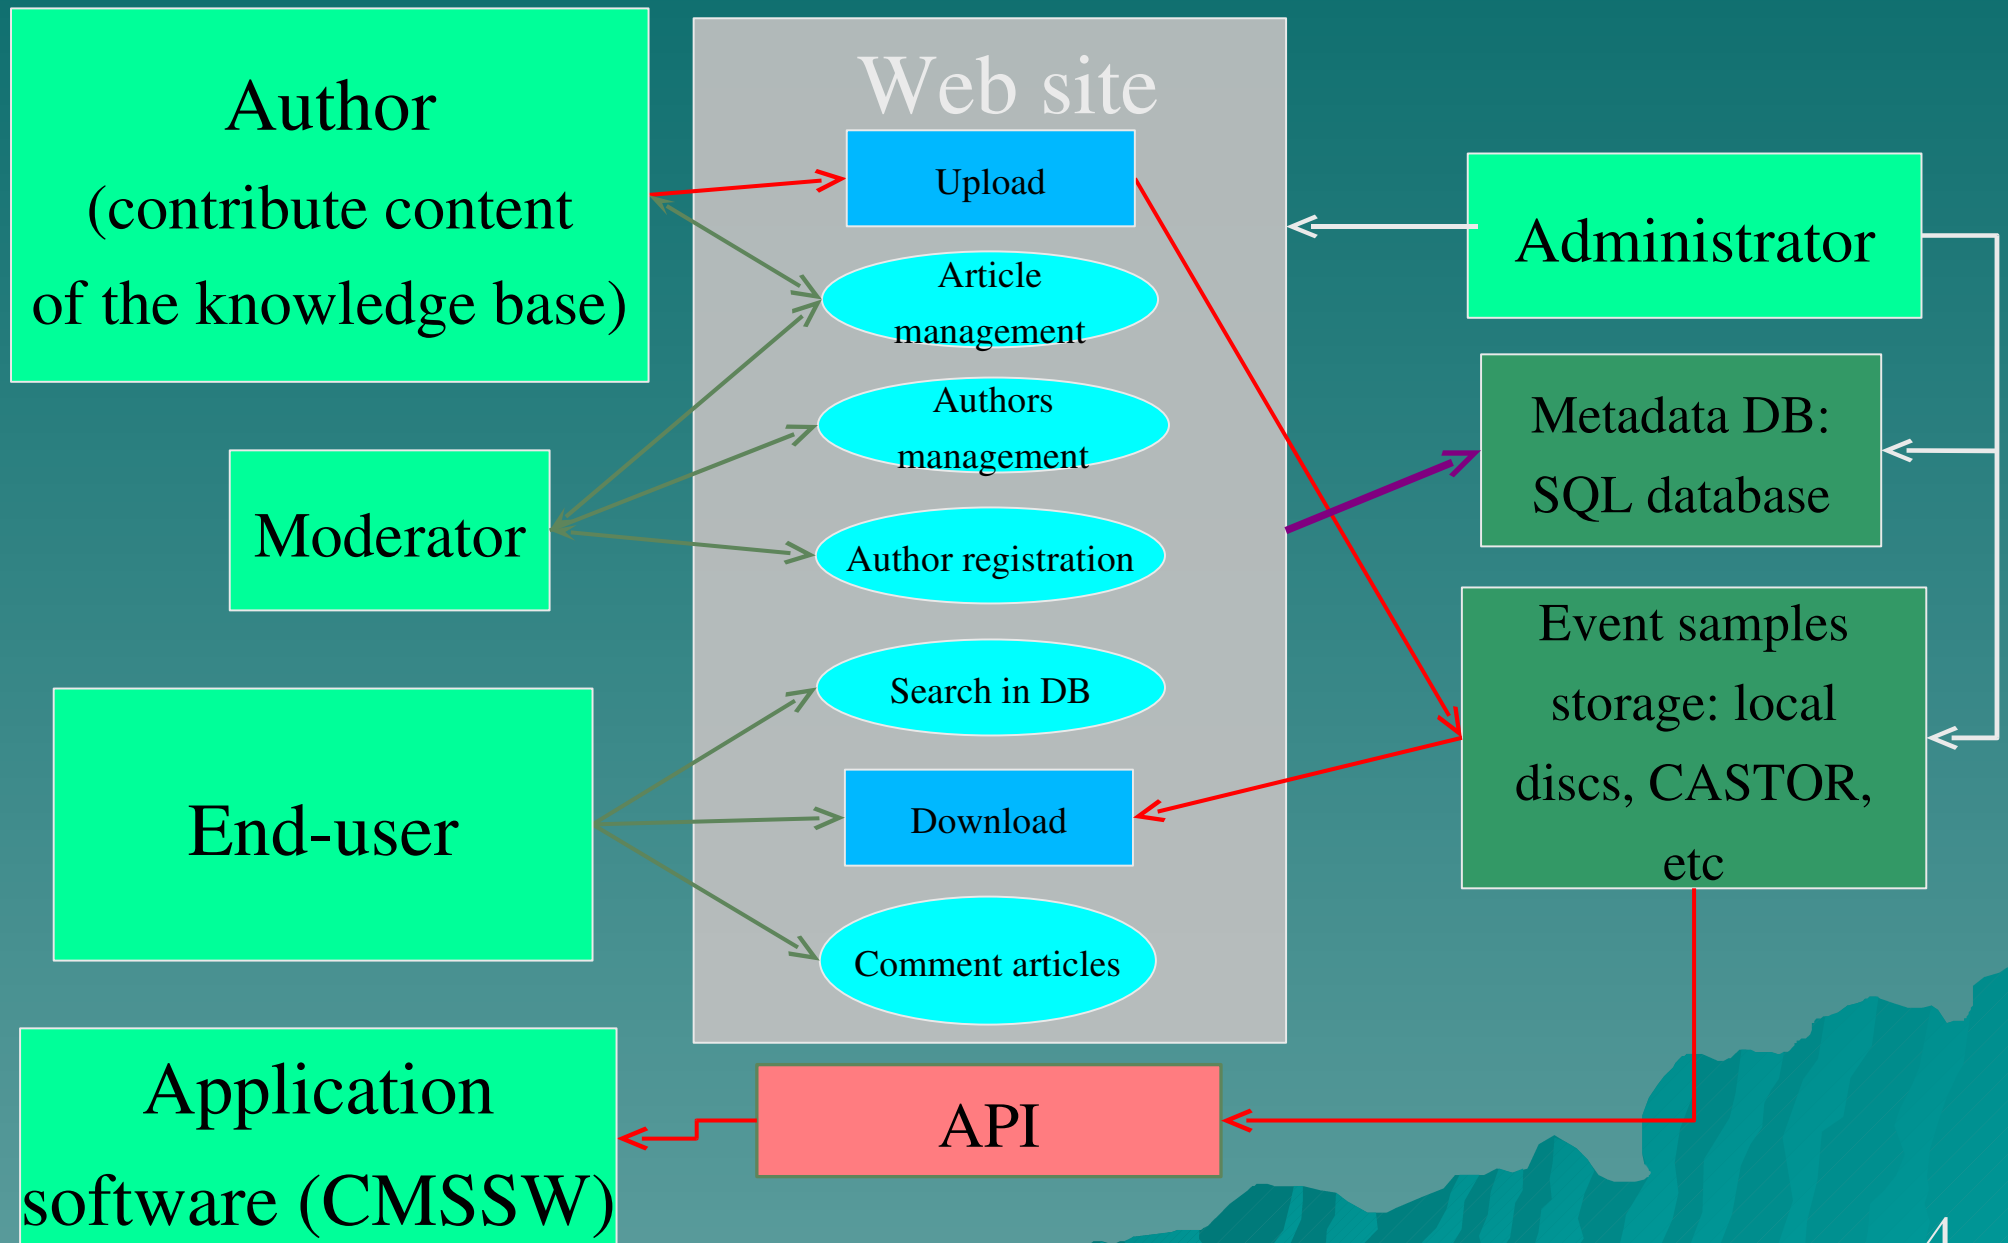 Author
(contribute content
of the knowledge base)
Moderator
End-user
Application
software (CMSSW)
Web site
Upload
Article
management
Authors
management
Author registration
Search in DB
Download
Comment articles
API
Administrator
Metadata DB:
SQL database
Event samples
storage: local
discs, CASTOR,
etc
4